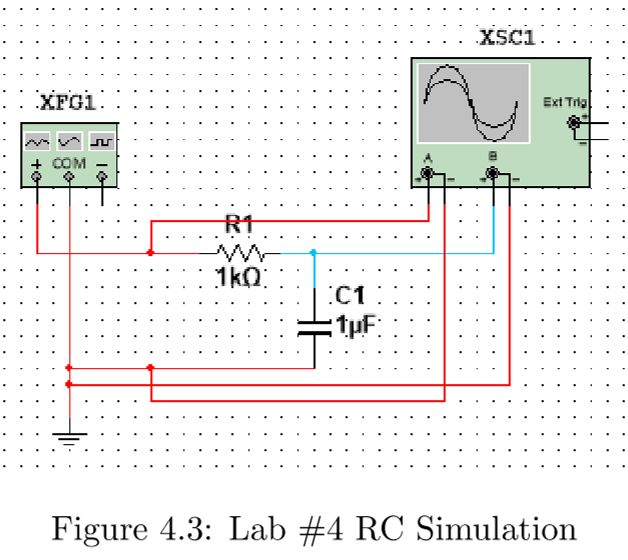 XSC1
XFG1
Ext Trig
+
-
+ COM -
A
B
+ - + -
R1
1kΩ
C1
1µF
Figure 4.3: Lab #4 RC Simulation